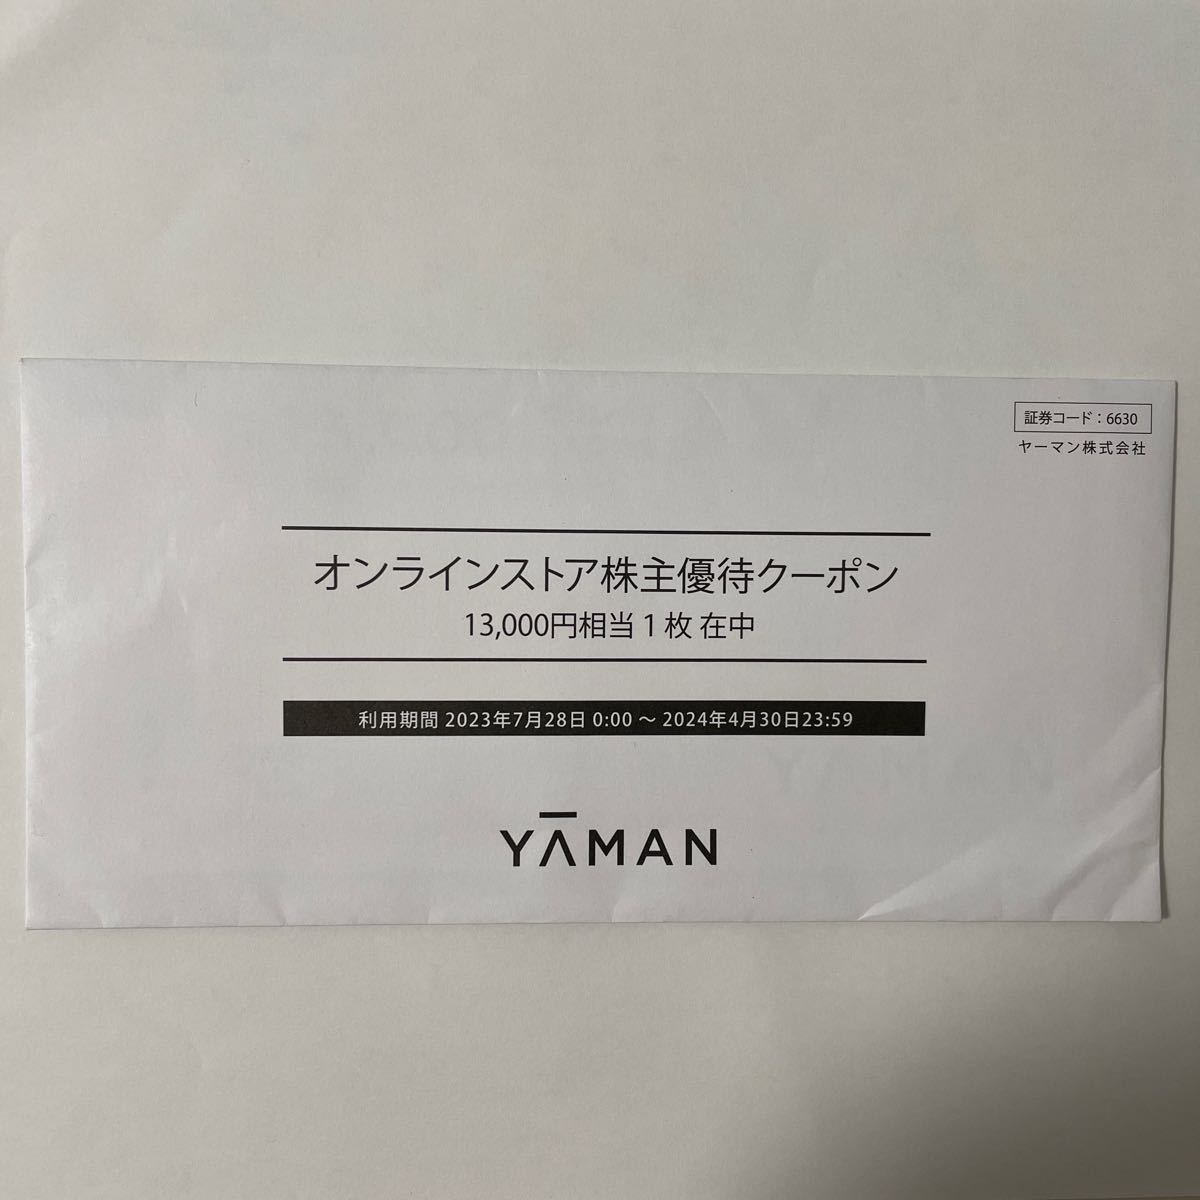 証券コード：6630
ヤーマン株式会社
オンラインストア株主優待クーポン
13,000円相当 1 枚 在中
利用期間 2023年7月28日 0:00 ～ 2024年4月30日23:59
YĀMAN